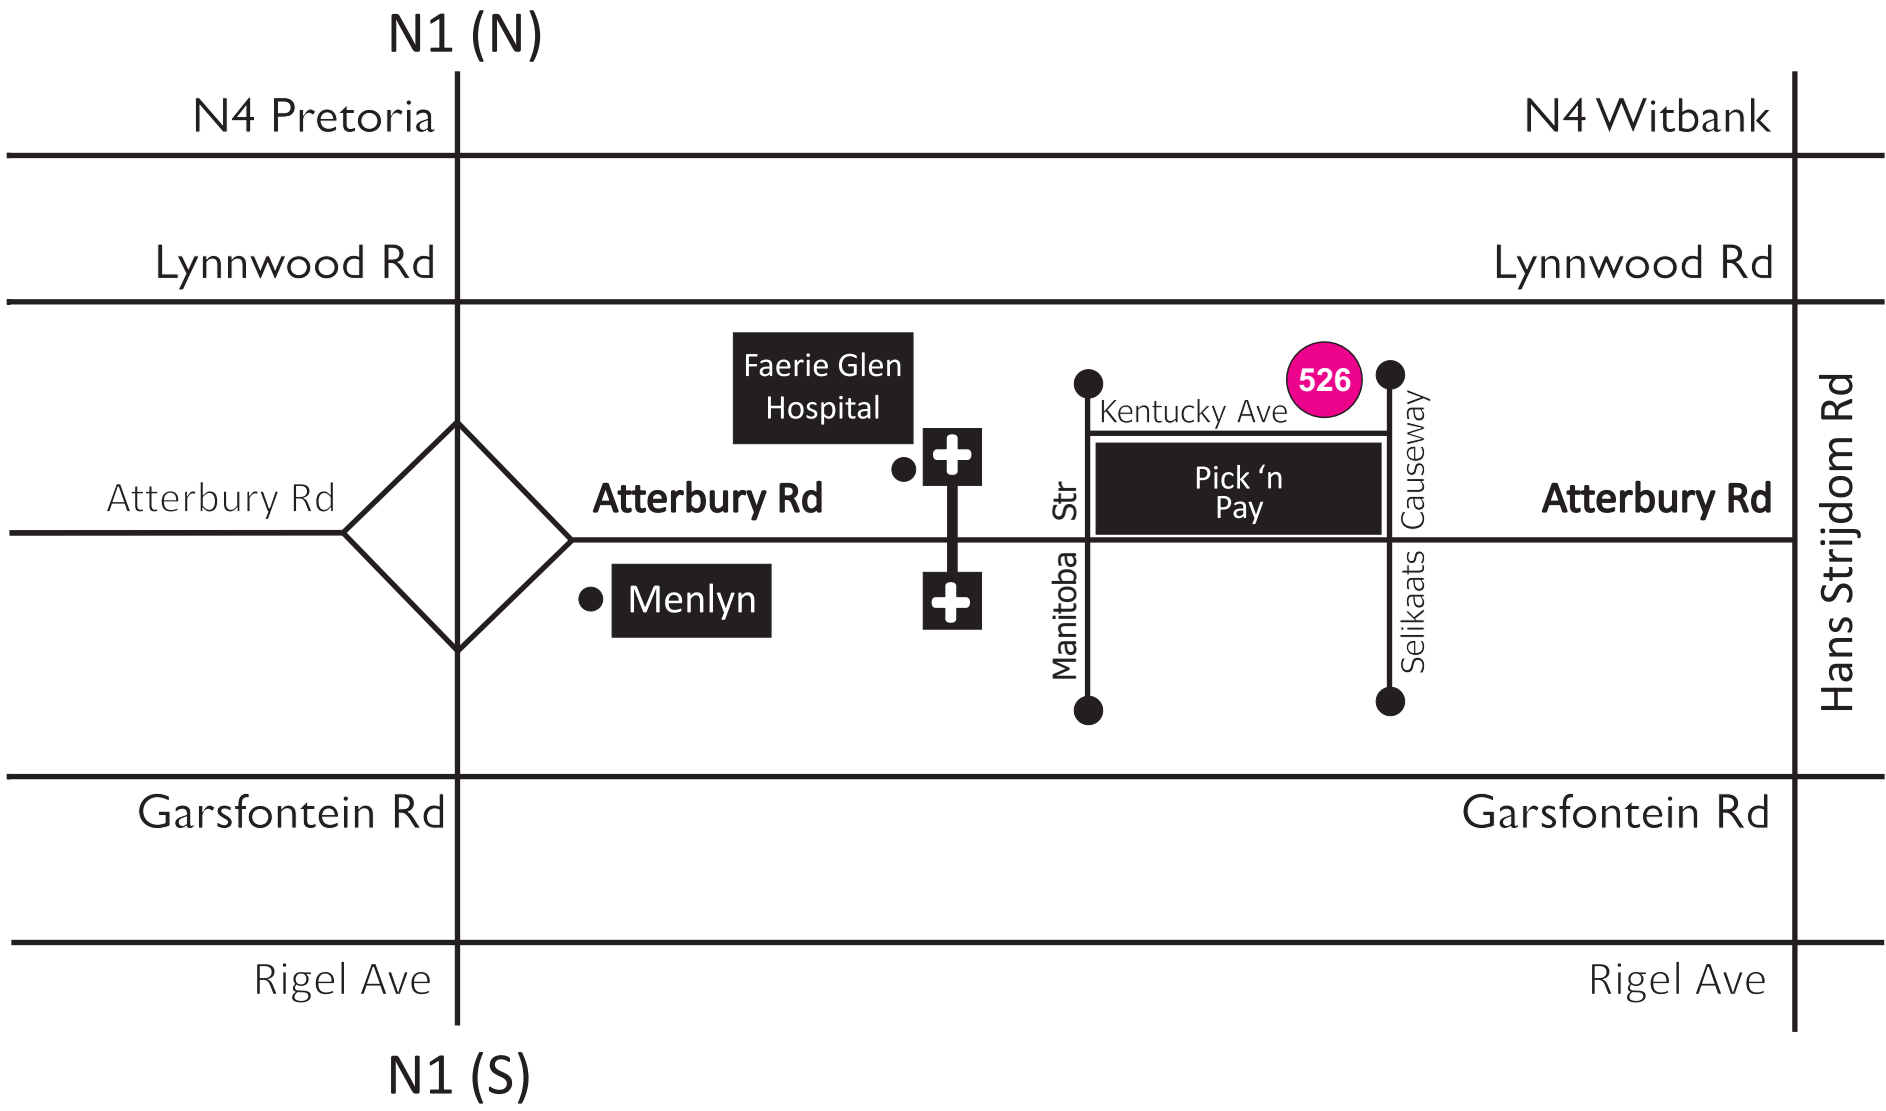 N1 (N)
N4 Pretoria
N4 Witbank
Lynnwood Rd
Lynnwood Rd
Faerie Glen
Hospital
526
Kentucky Ave
Pick ‘n
Pay
Atterbury Rd
Atterbury Rd
Atterbury Rd
Manitoba Str
Selikaats Causeway
Hans Strijdom Rd
Menlyn
Garsfontein Rd
Garsfontein Rd
Rigel Ave
Rigel Ave
N1 (S)